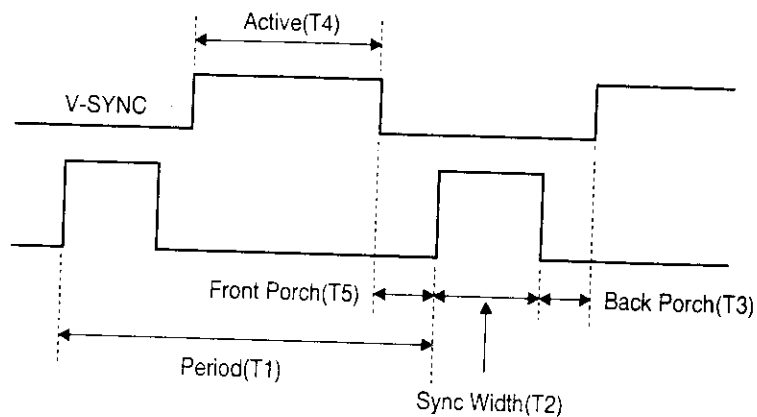 Active(T4)
V-SYNC
Front Porch(T5)
Back Porch(T3)
Period(T1)
Sync Width(T2)